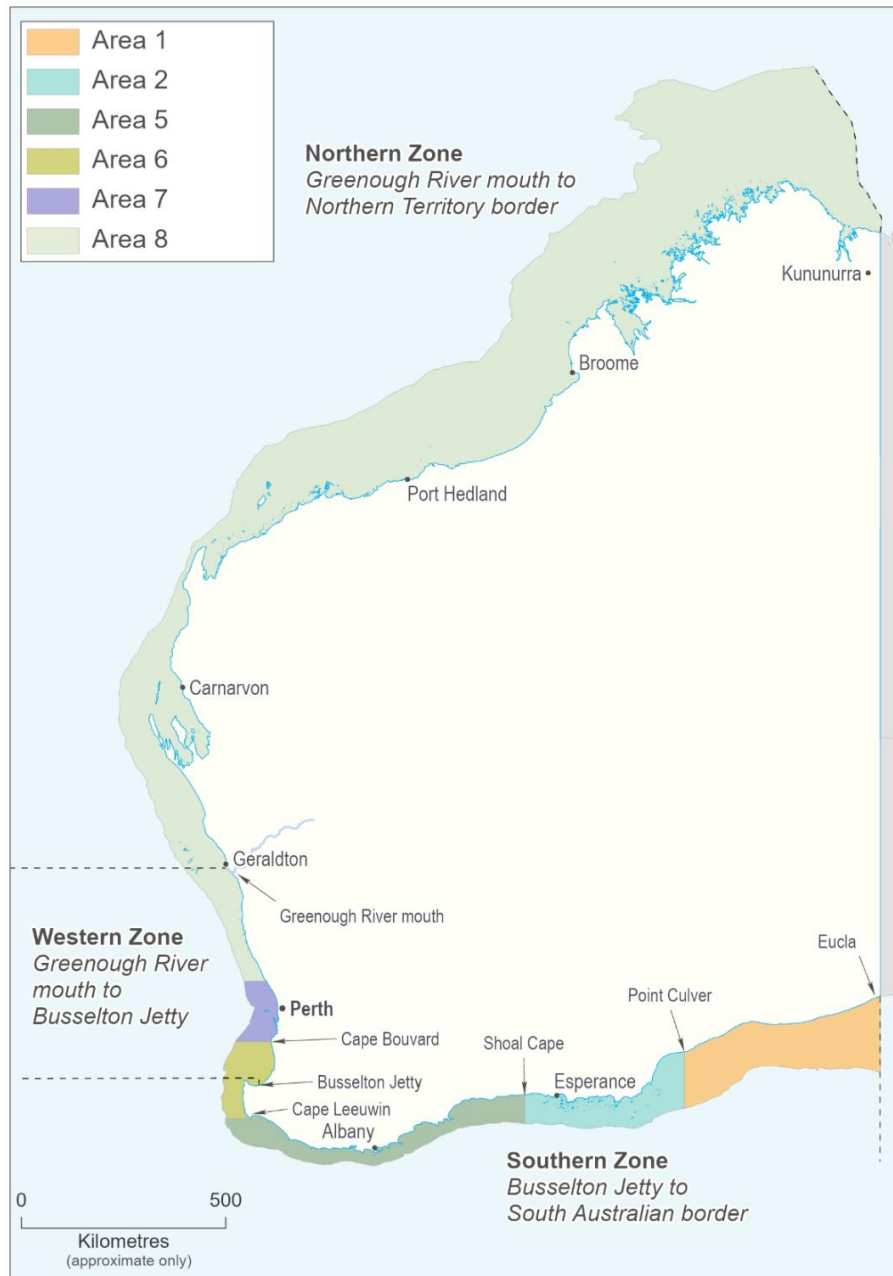 Area 1
Area 2
Area 5
Area 6
Area 7
Area 8
Northern Zone
Greenough River mouth to
Northern Territory border
Kununurra
Broome
Port Hedland
Carnarvon
Geraldton
Greenough River mouth
Western Zone
Greenough River
mouth to
Busselton Jetty
Eucla
Point Culver
Perth
Cape Bouvard
Shoal Cape
Busselton Jetty
Esperance
Cape Leeuwin
Albany
Southern Zone
Busselton Jetty to
South Australian border
0 500
Kilometres
(approximate only)